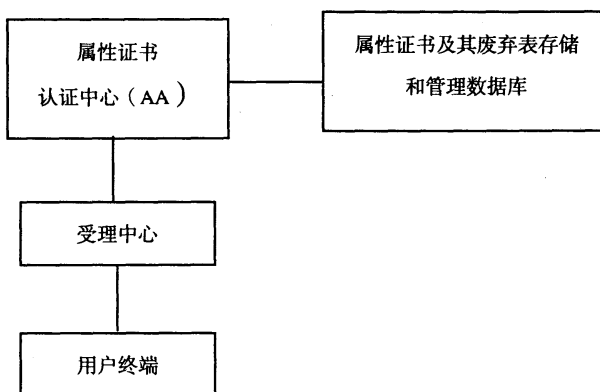 属性证书
认证中心（AA）
属性证书及其废弃表存储
和管理数据库
受理中心
用户终端